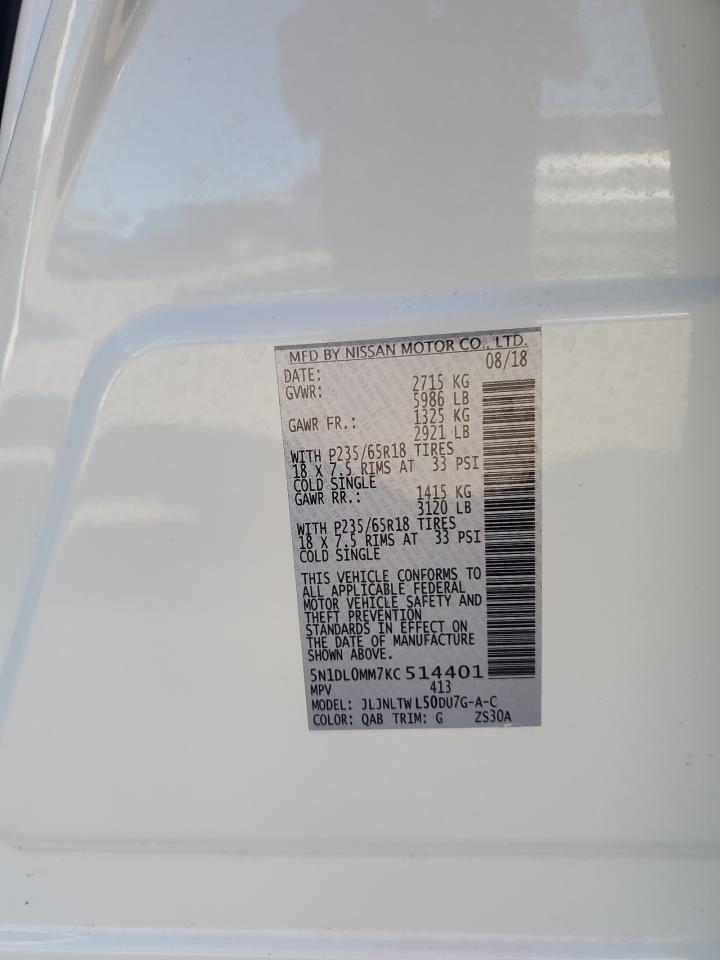 MFD BY NISSAN MOTOR CO., LTD.
DATE: 08/18
GVWR: 2715 KG
5986 LB
GAWR FR.: 1325 KG
2921 LB
WITH P235/65R18 TIRES
18 X 7.5 RIMS AT 33 PSI
COLD SINGLE
GAWR RR.: 1415 KG
3120 LB
WITH P235/65R18 TIRES
18 X 7.5 RIMS AT 33 PSI
COLD SINGLE
THIS VEHICLE CONFORMS TO
ALL APPLICABLE FEDERAL
MOTOR VEHICLE SAFETY AND
THEFT PREVENTION
STANDARDS IN EFFECT ON
THE DATE OF MANUFACTURE
SHOWN ABOVE.
5N1DL0MM7KC514401
MPV 413
MODEL: JLJNLTWL50DU7G-A-C
COLOR: QAB TRIM: G ZS30A